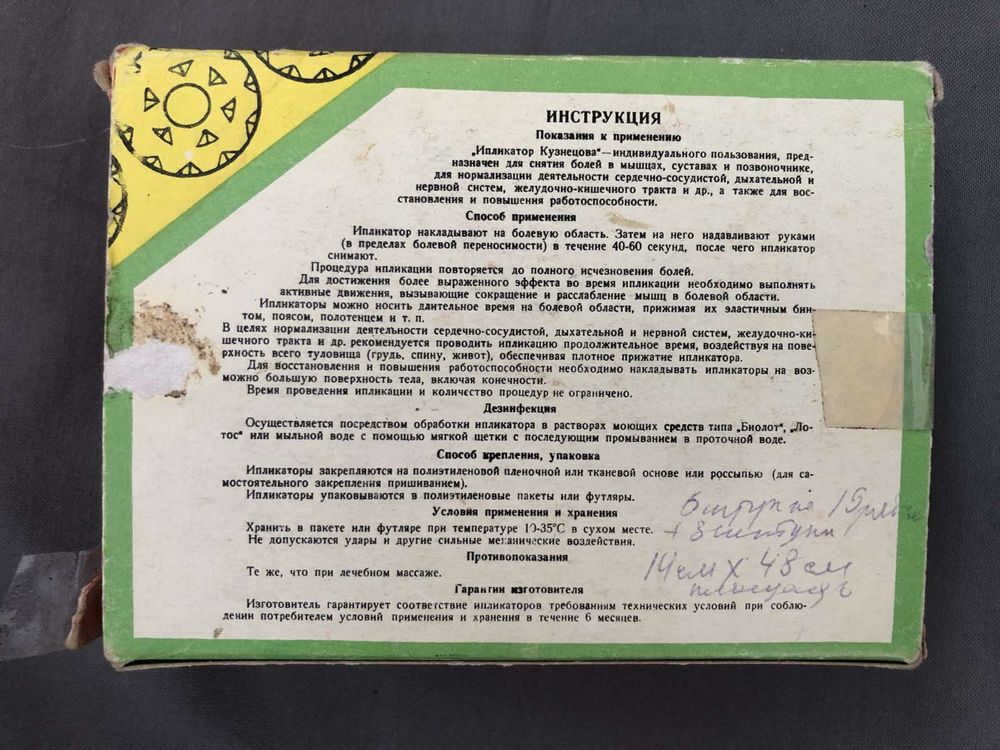 ИНСТРУКЦИЯ
Показания к применению
„Ипликатор Кузнецова“—индивидуального пользования, пред-
назначен для снятия болей в мышцах, суставах и позвоночнике,
для нормализации деятельности сердечно-сосудистой, дыхательной и
нервной систем, желудочно-кишечного тракта и др., а также для вос-
становления и повышения работоспособности.
Способ применения
Ипликатор накладывают на болевую область. Затем на него надавливают руками
(в пределах болевой переносимости) в течение 40-60 секунд, после чего ипликатор
снимают.
Процедура ипликации повторяется до полного исчезновения болей.
Для достижения более выраженного эффекта во время ипликации необходимо выполнять
активные движения, вызывающие сокращение и расслабление мышц в болевой области.
Ипликаторы можно носить длительное время на болевой области, прижимая их эластичным бин-
том, поясом, полотенцем и т. п.
В целях нормализации деятельности сердечно-сосудистой, дыхательной и нервной систем, желудочно-ки-
шечного тракта и др. рекомендуется проводить ипликацию продолжительное время, воздействуя на пове-
рхность всего туловища (грудь, спину, живот), обеспечивая плотное прижатие ипликатора.
Для восстановления и повышения работоспособности необходимо накладывать ипликаторы на воз-
можно большую поверхность тела, включая конечности.
Время проведения ипликации и количство процедур не ограничено.
Дезинфекция
Осуществляется посредством обработки ипликатора в растворах моющих средств типа „Биолот“, „Ло-
тос“ или мыльной воде с помощью мягкой щетки с последующим промыванием в проточной воде.
Способ крепления, упаковка
Ипликаторы закрепляются на полиэтиленовой пленочной или тканевой основе или россыпью (для са-
мостоятельного закрепления пришиванием).
Ипликаторы упаковываются в полиэтиленовые пакеты или футляры.
Условия применения и хранения
Хранить в пакете или футляре при температуре 10-35°С в сухом месте.
Не допускаются удары и другие сильные механические воздействия.
Противопоказания
Те же, что при лечебном массаже.
Гарантии изготовителя
Изготовитель гарантирует соответствие ипликаторов требованиям технических условий при соблю-
дении потребителем условий применения и хранения в течение 6 месяцев.
14 см х 48 см
площадь